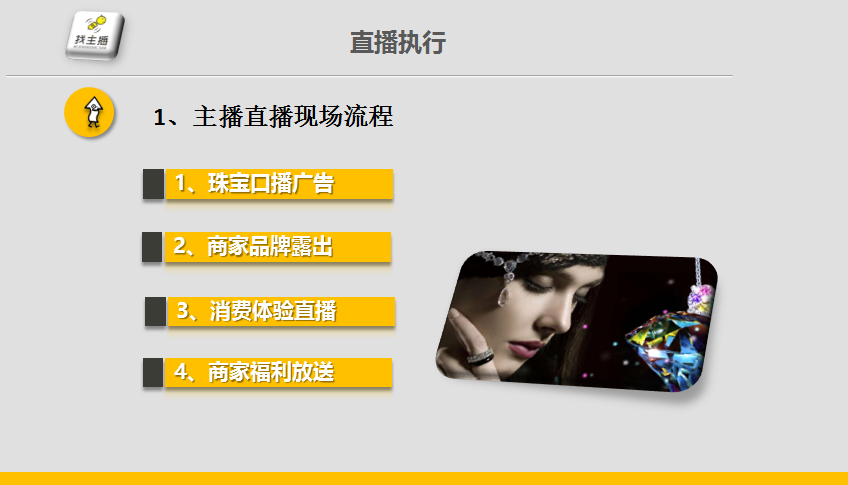 找主播
直播执行
1、主播直播现场流程
1、珠宝口播广告
2、商家品牌露出
3、消费体验直播
4、商家福利放送